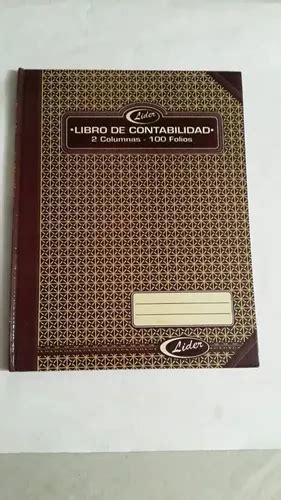 Lider
•LIBRO DE CONTABILIDAD•
2 Columnas - 100 Folios
Lider